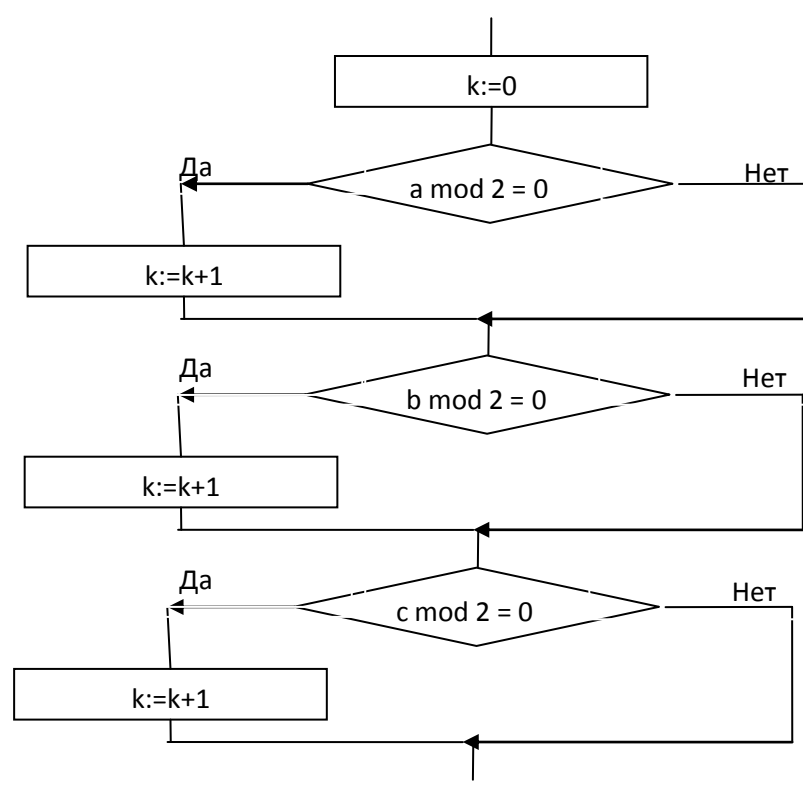 k:=0
Да
Нет
a mod 2 = 0
k:=k+1
Да
Нет
b mod 2 = 0
k:=k+1
Да
Нет
c mod 2 = 0
k:=k+1